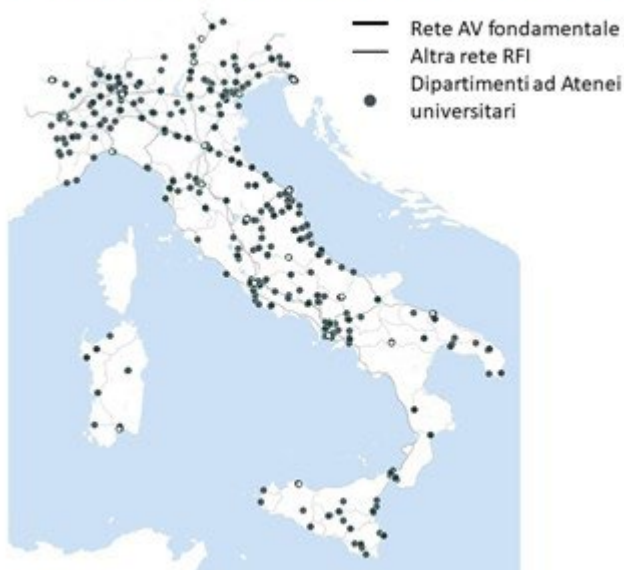 Rete AV fondamentale
Altra rete RFI
Dipartimenti ad Atenei
universitari